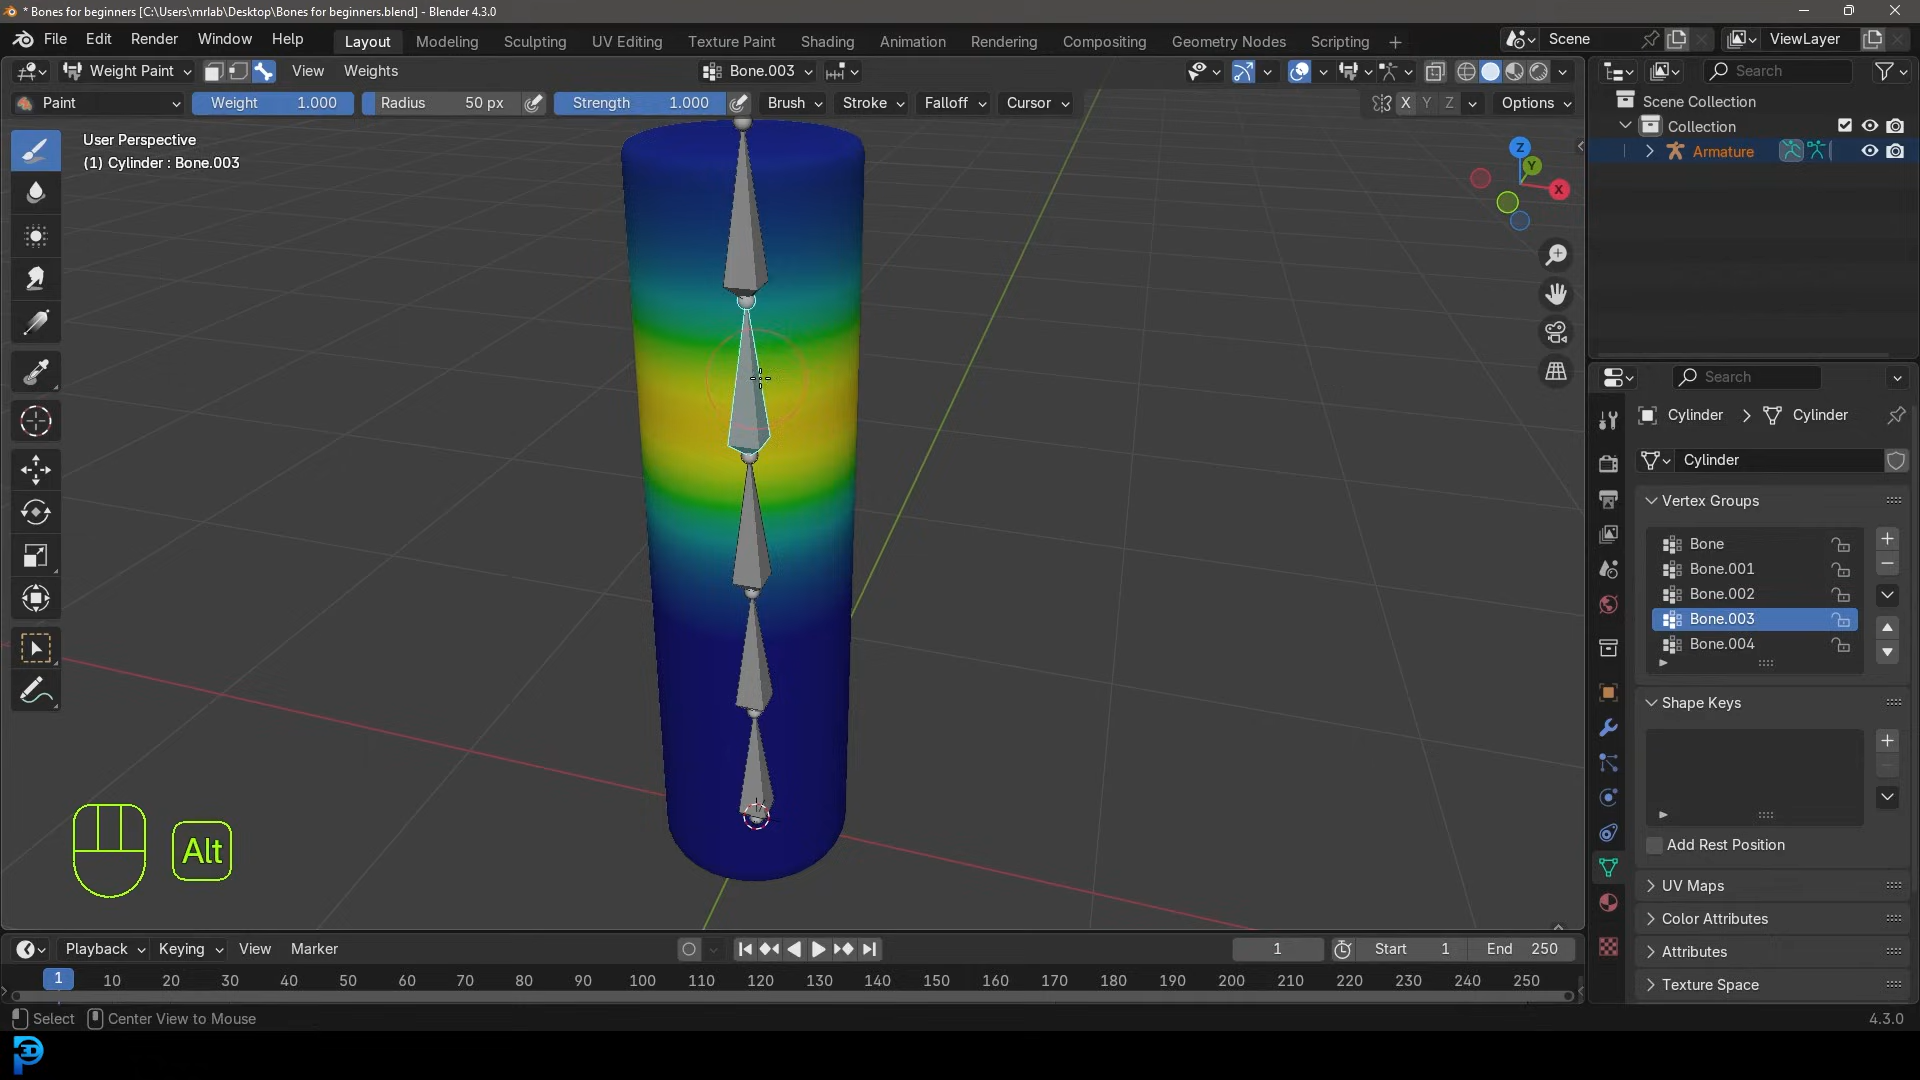 * Bones for beginners [C:\Users\mrlab\Desktop\Bones for beginners.blend] - Blender 4.3.0
File Edit Render Window Help Layout Modeling Sculpting UV Editing Texture Paint Shading Animation Rendering Compositing Geometry Nodes Scripting + Scene ViewLayer
Weight Paint View Weights Bone.003 Search
Paint Weight 1.000 Radius 50 px Strength 1.000 Brush Stroke Falloff Cursor X Y Z Options
Scene Collection
Collection
Armature
User Perspective
(1) Cylinder : Bone.003
Z
Y
X
Search
Cylinder > Cylinder
Cylinder
Vertex Groups
Bone
Bone.001
Bone.002
Bone.003
Bone.004
Shape Keys
Add Rest Position
UV Maps
Color Attributes
Attributes
Texture Space
Alt
Playback Keying View Marker 1 Start 1 End 250
1 10 20 30 40 50 60 70 80 90 100 110 120 130 140 150 160 170 180 190 200 210 220 230 240 250
Select Center View to Mouse 4.3.0